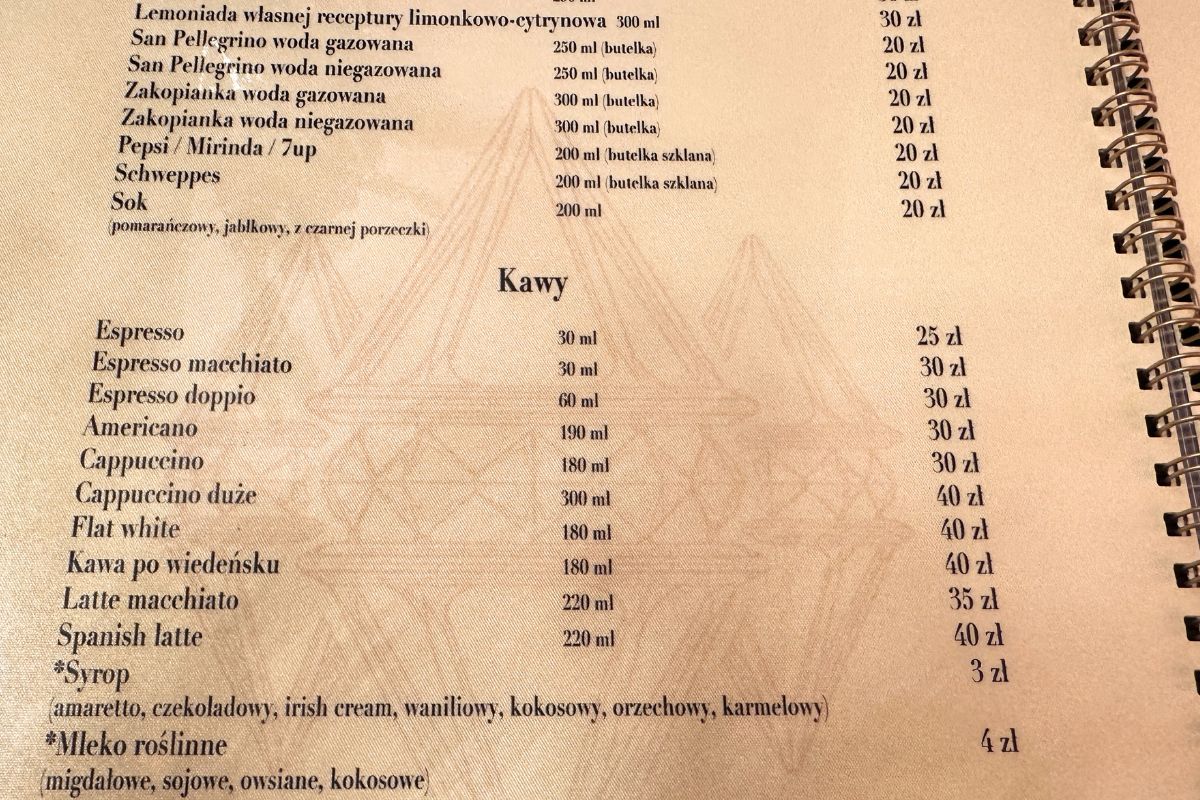 Lemoniada własnej receptury limonkowo-cytrynowa 300 ml 30 zł
San Pellegrino woda gazowana 250 ml (butelka) 20 zł
San Pellegrino woda niegazowana 250 ml (butelka) 20 zł
Zakopianka woda gazowana 300 ml (butelka) 20 zł
Zakopianka woda niegazowana 300 ml (butelka) 20 zł
Pepsi / Mirinda / 7up 200 ml (butelka szklana) 20 zł
Schweppes 200 ml (butelka szklana) 20 zł
Sok 200 ml 20 zł
(pomarańczowy, jabłkowy, z czarnej porzeczki)
Kawy
Espresso 30 ml 25 zł
Espresso macchiato 30 ml 30 zł
Espresso doppio 60 ml 30 zł
Americano 190 ml 30 zł
Cappuccino 180 ml 30 zł
Cappuccino duże 300 ml 40 zł
Flat white 180 ml 40 zł
Kawa po wiedeńsku 180 ml 40 zł
Latte macchiato 220 ml 35 zł
Spanish latte 220 ml 40 zł
*Syrop 3 zł
(amaretto, czekoladowy, irish cream, waniliowy, kokosowy, orzechowy, karmelowy)
*Mleko roślinne 4 zł
(migdałowe, sojowe, owsiane, kokosowe)